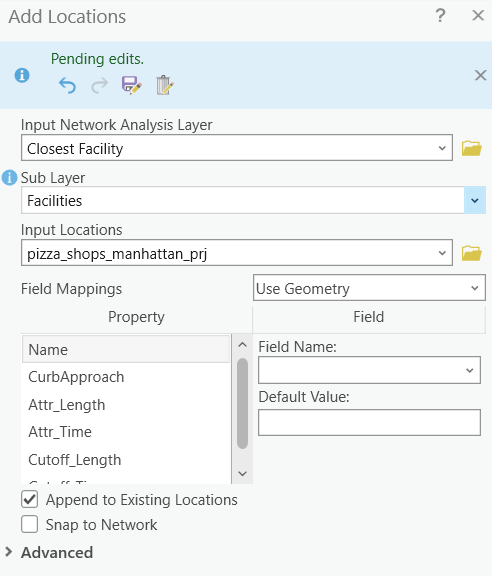 Add Locations
Pending edits.
Input Network Analysis Layer
Closest Facility
Sub Layer
Facilities
Input Locations
pizza_shops_manhattan_prj
Field Mappings
Use Geometry
Property
Field
Name
CurbApproach
Attr_Length
Attr_Time
Cutoff_Length
Field Name:
Default Value:
Append to Existing Locations
Snap to Network
Advanced